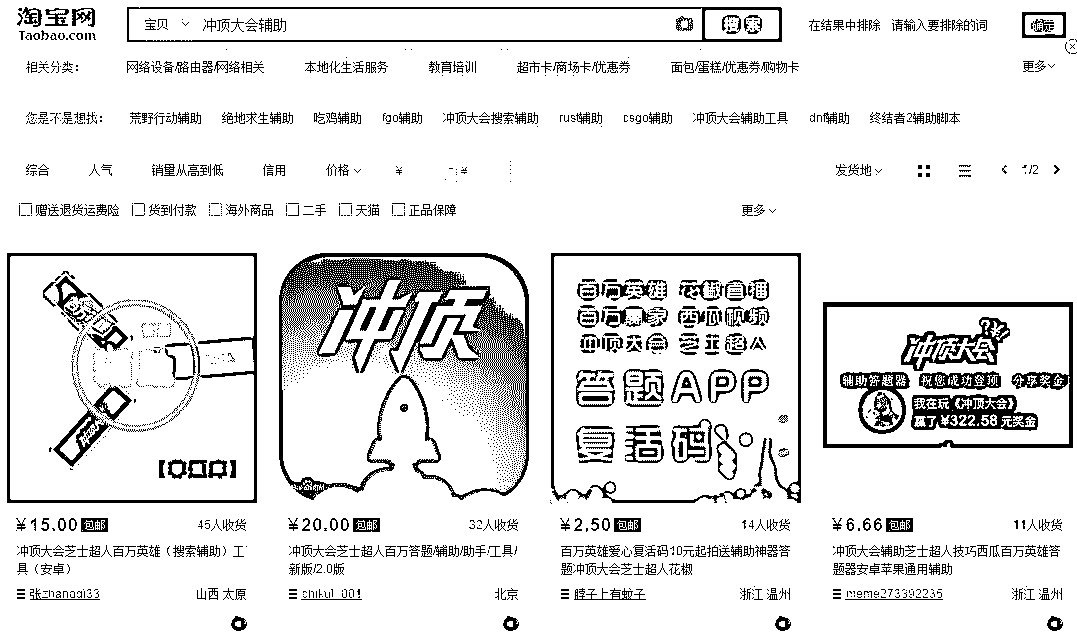 淘宝网
Taobao.com
宝贝 冲顶大会辅助 搜索 在结果中排除 请输入要排除的词 确定
相关分类: 网络设备/路由器/网络相关 本地化生活服务 教育培训 超市卡/商场卡/优惠券 面包/蛋糕/优惠券/购物卡 更多
您是不是想找: 荒野行动辅助 绝地求生辅助 吃鸡辅助 fgo辅助 冲顶大会搜索辅助 rust辅助 csgo辅助 冲顶大会辅助工具 dnf辅助 终结者2辅助脚本
综合 人气 销量从高到低 信用 价格 ¥ - ¥ 发货地 1/2
赠送退货运费险 货到付款 海外商品 二手 天猫 正品保障 更多
冲顶
百万英雄 花椒直播
百万赢家 西瓜视频
冲顶大会 芝士超人
答题APP
复活码
冲顶大会
辅助答题器 祝您成功登顶 分享奖金
我在玩《冲顶大会》
赢了¥322.58元奖金
¥15.00 包邮 45人收货
冲顶大会芝士超人百万英雄（搜索辅助）工
具（安卓）
张zhangqi33 山西 太原
¥20.00 包邮 32人收货
冲顶大会芝士超人百万答题/辅助/助手/工具/
新版/2.0版
chikul_001 北京
¥2.50 包邮 14人收货
百万英雄爱心复活码10元起拍送辅助神器答
题冲顶大会芝士超人花椒
脖子上有蚊子 浙江 温州
¥6.66 包邮 11人收货
冲顶大会辅助芝士超人技巧西瓜百万英雄答
题器安卓苹果通用辅助
meme273392235 浙江 温州